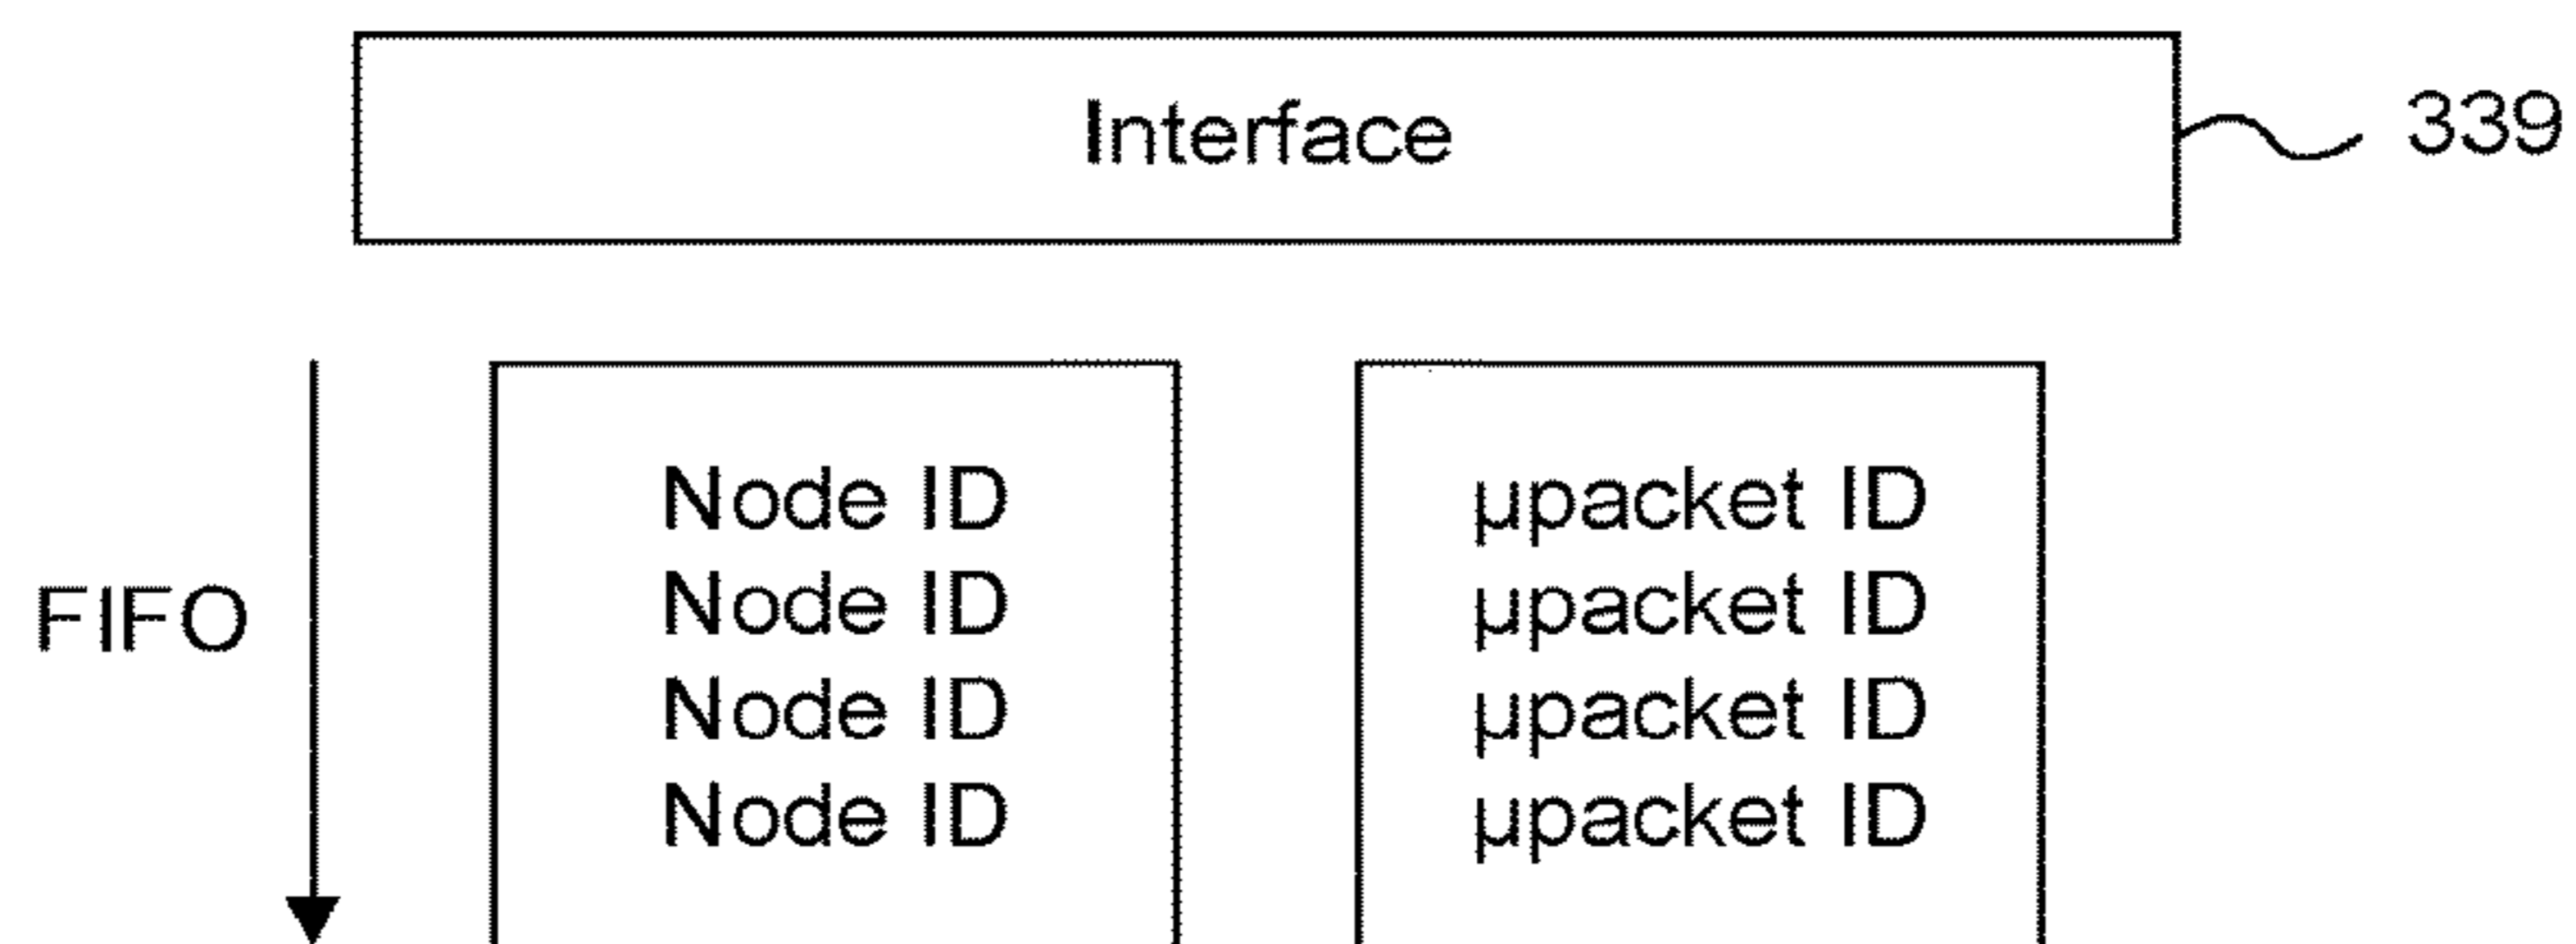 Interface 339
Node ID μpacket ID
Node ID μpacket ID
FIFO
Node ID μpacket ID
Node ID μpacket ID